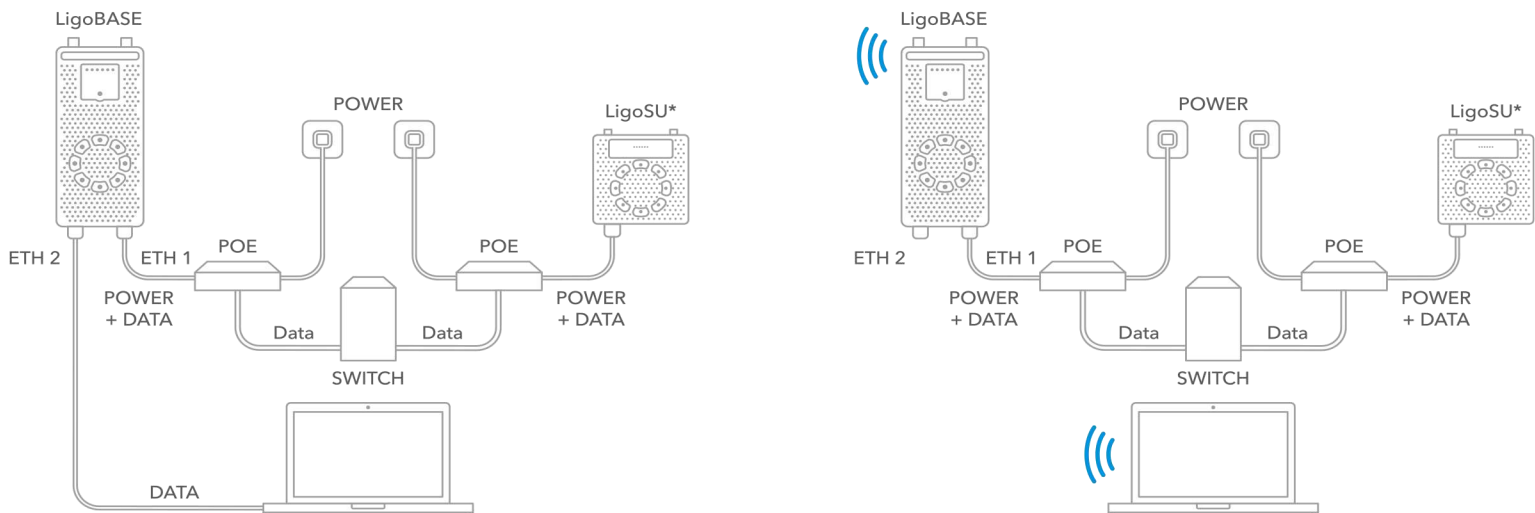 LigoBASE
POWER
LigoSU*
ETH 2
ETH 1
POE
POE
POWER
+ DATA
POWER
+ DATA
Data
Data
SWITCH
DATA
LigoBASE
POWER
LigoSU*
ETH 2
ETH 1
POE
POE
POWER
+ DATA
POWER
+ DATA
Data
Data
SWITCH